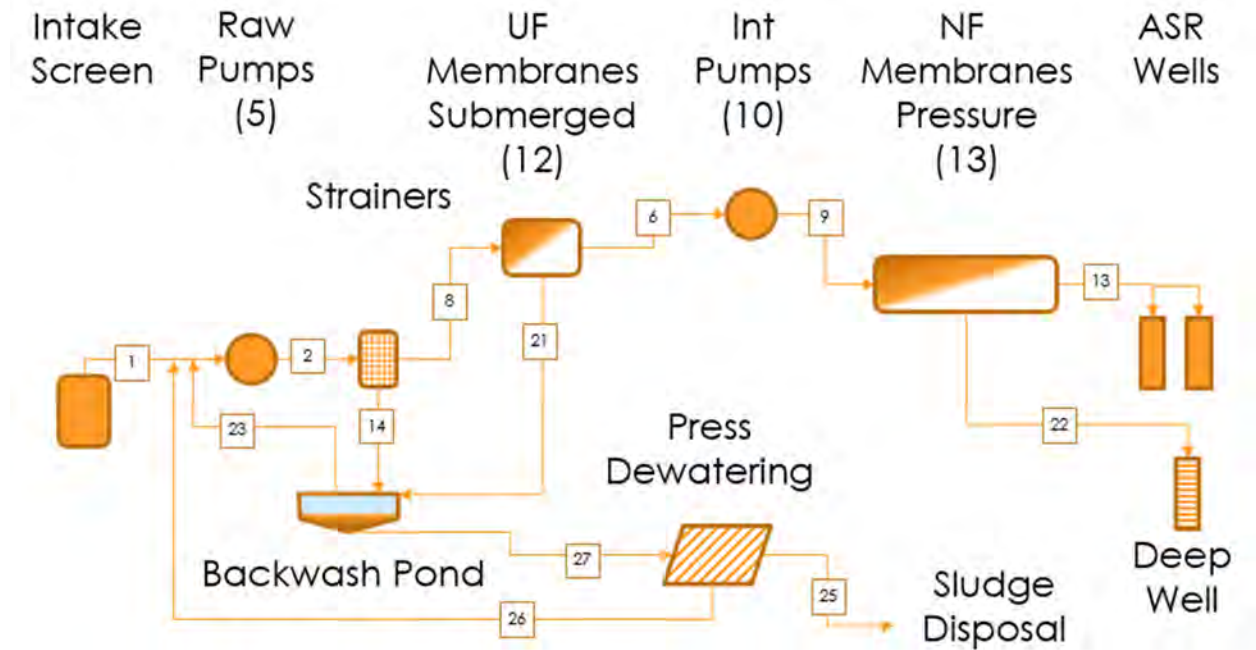 Intake
Screen
Raw
Pumps
(5)
UF
Membranes
Submerged
(12)
Int
Pumps
(10)
NF
Membranes
Pressure
(13)
ASR
Wells
Strainers
6
9
8
13
1
2
21
23
14
22
Press
Dewatering
Backwash Pond
27
26
25
Sludge
Disposal
Deep
Well